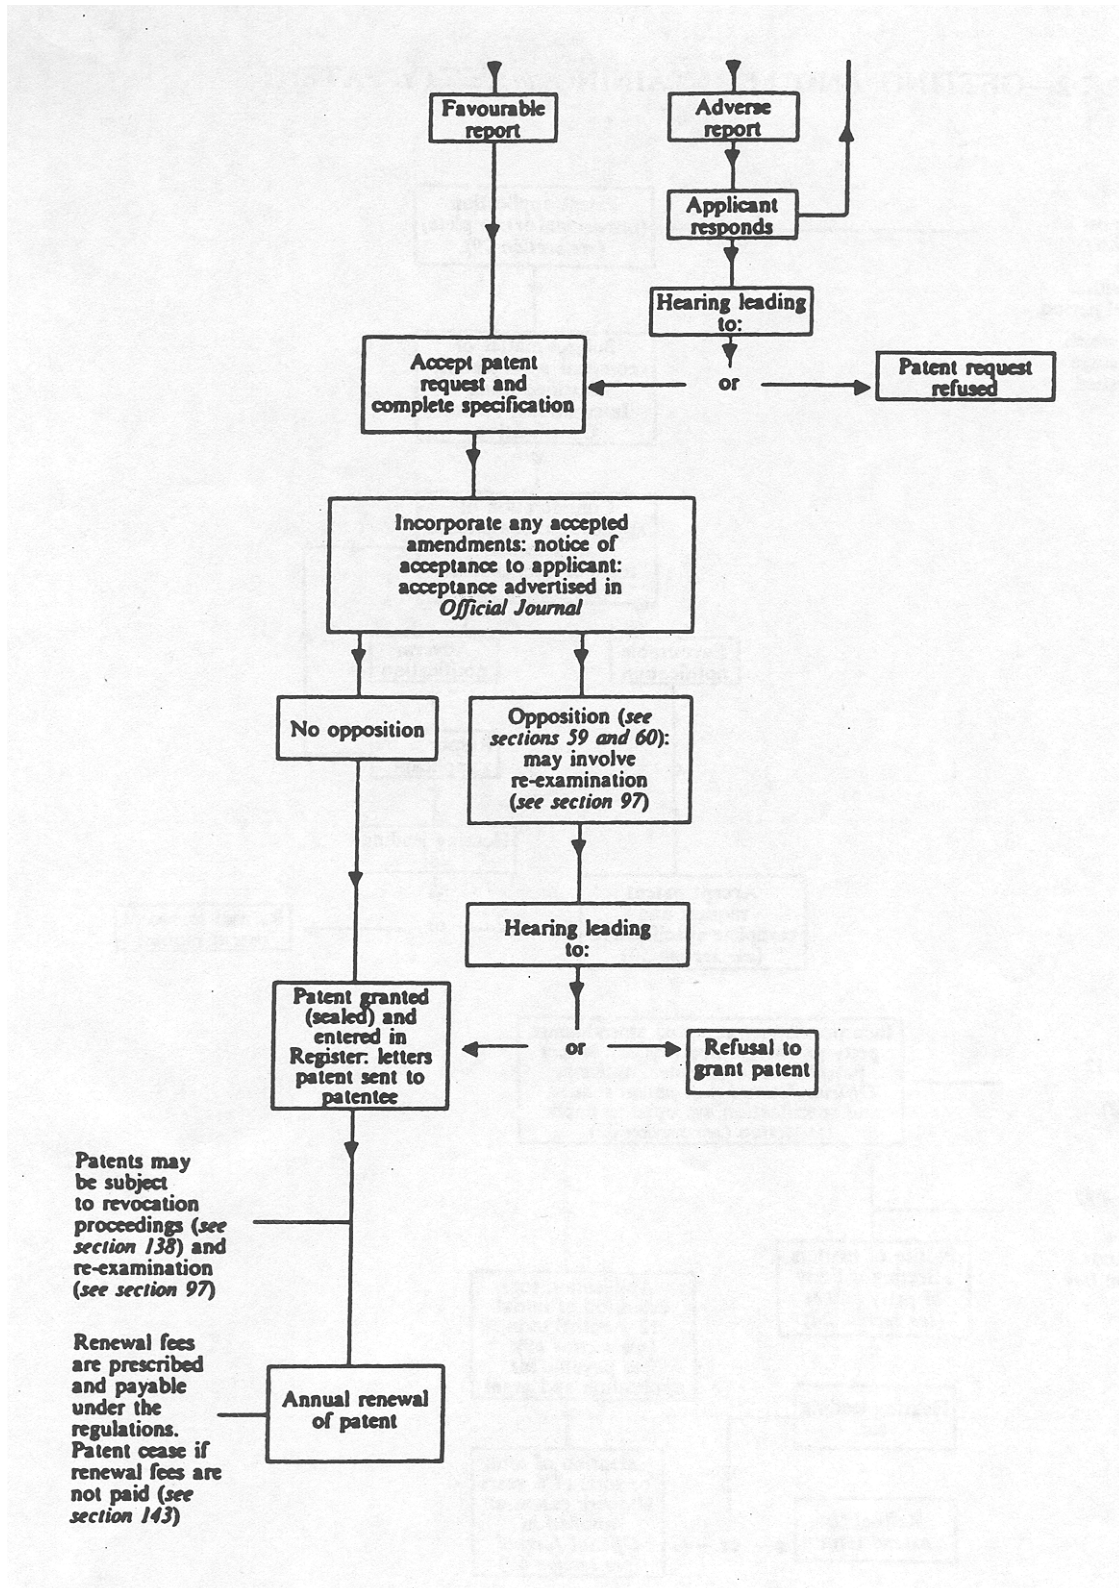 Favourable
report
Adverse
report
Applicant
responds
Hearing leading
to:
Accept patent
request and
complete specification
or
Patent request
refused
Incorporate any accepted
amendments: notice of
acceptance to applicant:
acceptance advertised in
Official Journal
No opposition
Opposition (see
sections 59 and 60):
may involve
re-examination
(see section 97)
Hearing leading
to:
Patent granted
(sealed) and
entered in
Register: letters
patent sent to
patentee
or
Refusal to
grant patent
Patents may
be subject
to revocation
proceedings (see
section 138) and
re-examination
(see section 97)
Renewal fees
are prescribed
and payable
under the
regulations.
Patent cease if
renewal fees are
not paid (see
section 143)
Annual renewal
of patent